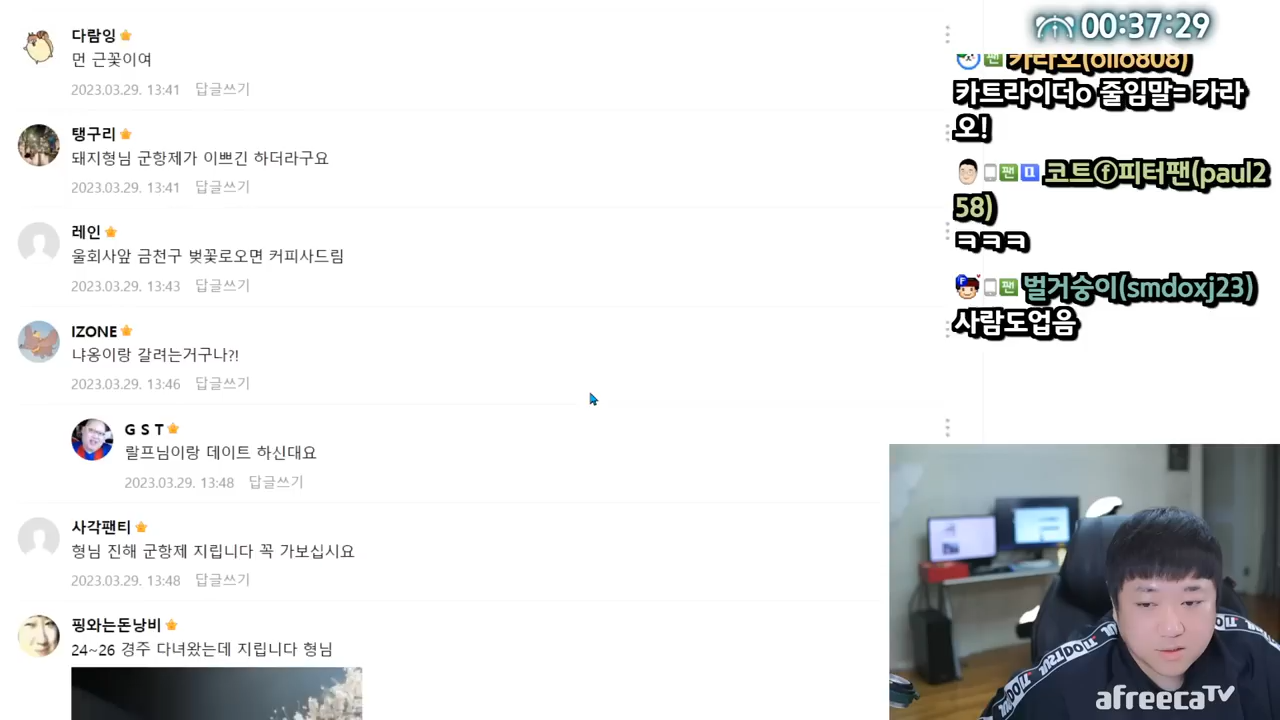 다람잉
먼 근꽃이여
2023.03.29. 13:41 답글쓰기
탱구리
돼지형님 군항제가 이쁘긴 하더라구요
2023.03.29. 13:41 답글쓰기
레인
울회사앞 금천구 벚꽃로오면 커피사드림
2023.03.29. 13:43 답글쓰기
IZONE
냐옹이랑 갈려는거구나?!
2023.03.29. 13:46 답글쓰기
G S T
랄프님이랑 데이트 하신대요
2023.03.29. 13:48 답글쓰기
사각팬티
형님 진해 군항제 지립니다 꼭 가보십시요
2023.03.29. 13:48 답글쓰기
핑와는돈낭비
24~26 경주 다녀왔는데 지립니다 형님
00:37:29
팬 카라오(ollo808)
카트라이더o 줄임말= 카라
오!
팬 코트ⓕ피터팬(paul2
58)
ㅋㅋㅋ
팬 벌거숭이(smdoxj23)
사람도업음
afreecaTV